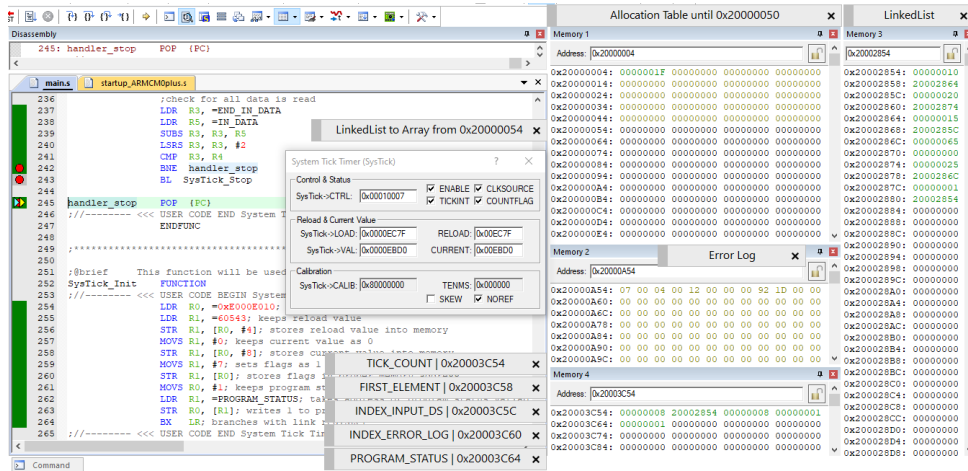 Disassembly
245: handler_stop POP {PC}
main.s startup_ARMCM0plus.s
236 ;check for all data is read
237 LDR R3, =END_IN_DATA
238 LDR R5, =IN_DATA
239 SUBS R3, R3, R5
240 LSRS R3, R3, #2
241 CMP R3, R4
242 BNE handler_stop
243 BL SysTick_Stop
244
245 handler_stop POP {PC}
246 ;//-------- <<< USER CODE END System T
247 ENDFUNC
248
249 ;*******************************************
250
251 ;@brief This function will be used
252 SysTick_Init FUNCTION
253 ;//-------- <<< USER CODE BEGIN System
254 LDR R0, =0xE000E010;
255 LDR R1, =60543; keeps reload value
256 STR R1, [R0, #4]; stores reload value into memory
257 MOVS R1, #0; keeps current value as 0
258 STR R1, [R0, #8]; stores current value into memory
259 MOVS R1, #7; sets flags as 1
260 STR R1, [R0]; stores flags
261 MOVS R0, #1; keeps program st
262 LDR R1, =PROGRAM_STATUS;
263 STR R0, [R1]; writes 1 to pr
264 BX LR; branches with link
265 ;//-------- <<< USER CODE END System Tick Tim
Command
LinkedList to Array from 0x20000054 ×
System Tick Timer (SysTick) ? ×
Control & Status
SysTick->CTRL: 0x00010007 ENABLE CLKSOURCE
TICKINT COUNTFLAG
Reload & Current Value
SysTick->LOAD: 0x0000EC7F RELOAD: 0x00EC7F
SysTick->VAL: 0x0000EBD0 CURRENT: 0x00EBD0
Calibration
SysTick->CALIB: 0x80000000 TENMS: 0x000000
SKEW NOREF
TICK_COUNT | 0x20003C54 ×
FIRST_ELEMENT | 0x20003C58 ×
INDEX_INPUT_DS | 0x20003C5C ×
INDEX_ERROR_LOG | 0x20003C60 ×
PROGRAM_STATUS | 0x20003C64 ×
Allocation Table until 0x20000050 ×
Memory 1
Address: 0x20000004
0x20000004: 0000001F 00000000 00000000 00000000
0x20000014: 00000000 00000000 00000000 00000000
0x20000024: 00000000 00000000 00000000 00000000
0x20000034: 00000000 00000000 00000000 00000000
0x20000044: 00000000 00000000 00000000 00000000
0x20000054: 00000000 00000000 00000000 00000000
0x20000064: 00000000 00000000 00000000 00000000
0x20000074: 00000000 00000000 00000000 00000000
0x20000084: 00000000 00000000 00000000 00000000
0x20000094: 00000000 00000000 00000000 00000000
0x200000A4: 00000000 00000000 00000000 00000000
0x200000B4: 00000000 00000000 00000000 00000000
0x200000C4: 00000000 00000000 00000000 00000000
0x200000D4: 00000000 00000000 00000000 00000000
0x200000E4: 00000000 00000000 00000000 00000000
Memory 2
Error Log ×
Address: 0x20000A54
0x20000A54: 07 00 04 00 12 00 00 00 92 1D 00 00
0x20000A60: 00 00 00 00 00 00 00 00 00 00 00 00
0x20000A6C: 00 00 00 00 00 00 00 00 00 00 00 00
0x20000A78: 00 00 00 00 00 00 00 00 00 00 00 00
0x20000A84: 00 00 00 00 00 00 00 00 00 00 00 00
0x20000A90: 00 00 00 00 00 00 00 00 00 00 00 00
0x20000A9C: 00 00 00 00 00 00 00 00 00 00 00 00
Memory 4
Address: 0x20003C54
0x20003C54: 00000008 20002854 00000008 00000001
0x20003C64: 00000001 00000000 00000000 00000000
0x20003C74: 00000000 00000000 00000000 00000000
0x20003C84: 00000000 00000000 00000000 00000000
LinkedList ×
Memory 3
0x20002854
0x20002854: 00000010
0x20002858: 20002864
0x2000285C: 00000020
0x20002860: 20002874
0x20002864: 00000015
0x20002868: 2000285C
0x2000286C: 00000065
0x20002870: 00000000
0x20002874: 00000025
0x20002878: 2000286C
0x2000287C: 00000001
0x20002880: 20002854
0x20002884: 00000000
0x20002888: 00000000
0x2000288C: 00000000
0x20002890: 00000000
0x20002894: 00000000
0x20002898: 00000000
0x2000289C: 00000000
0x200028A0: 00000000
0x200028A4: 00000000
0x200028A8: 00000000
0x200028AC: 00000000
0x200028B0: 00000000
0x200028B4: 00000000
0x200028B8: 00000000
0x200028BC: 00000000
0x200028C0: 00000000
0x200028C4: 00000000
0x200028C8: 00000000
0x200028CC: 00000000
0x200028D0: 00000000
0x200028D4: 00000000
0x200028D8: 00000000